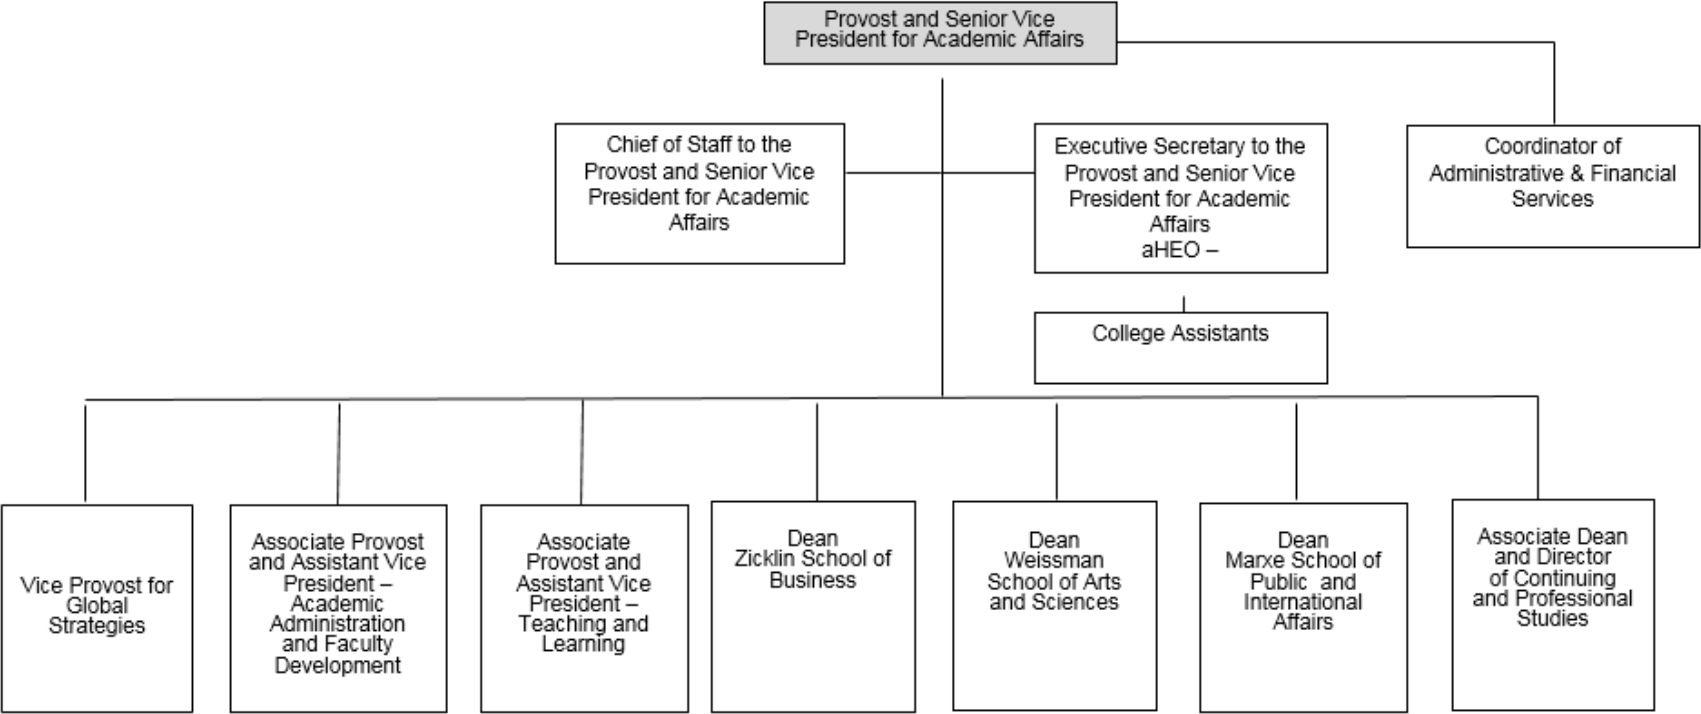 Provost and Senior Vice
President for Academic Affairs
Chief of Staff to the
Provost and Senior Vice
President for Academic
Affairs
Executive Secretary to the
Provost and Senior Vice
President for Academic
Affairs
aHEO –
Coordinator of
Administrative & Financial
Services
College Assistants
Vice Provost for
Global
Strategies
Associate Provost
and Assistant Vice
President –
Academic
Administration
and Faculty
Development
Associate
Provost and
Assistant Vice
President –
Teaching and
Learning
Dean
Zicklin School of
Business
Dean
Weissman
School of Arts
and Sciences
Dean
Marxe School of
Public and
International
Affairs
Associate Dean
and Director
of Continuing
and Professional
Studies